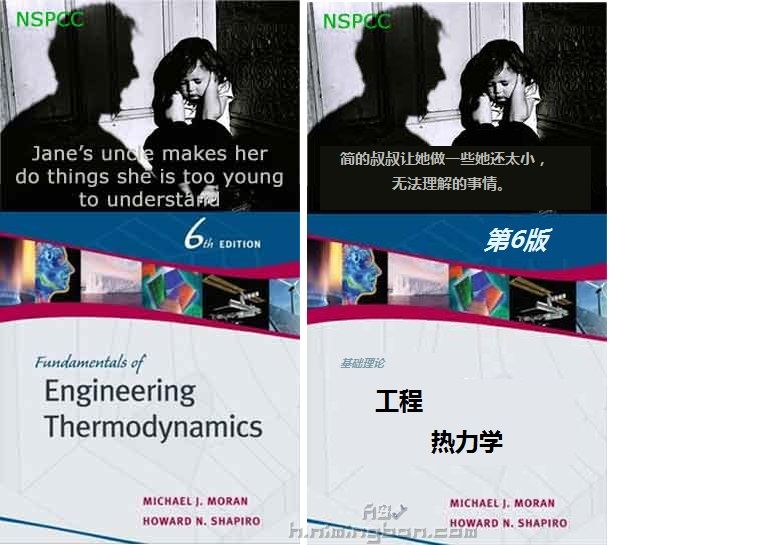 NSPCC
Jane's uncle makes her
do things she is too young
to understand
6th EDITION
Fundamentals of
Engineering
Thermodynamics
MICHAEL J. MORAN
HOWARD N. SHAPIRO
NSPCC
简的叔叔让她做一些她还太小，
无法理解的事情。
第6版
基础理论
工程
热力学
MICHAEL J. MORAN
HOWARD N. SHAPIRO
h.nimingban.com